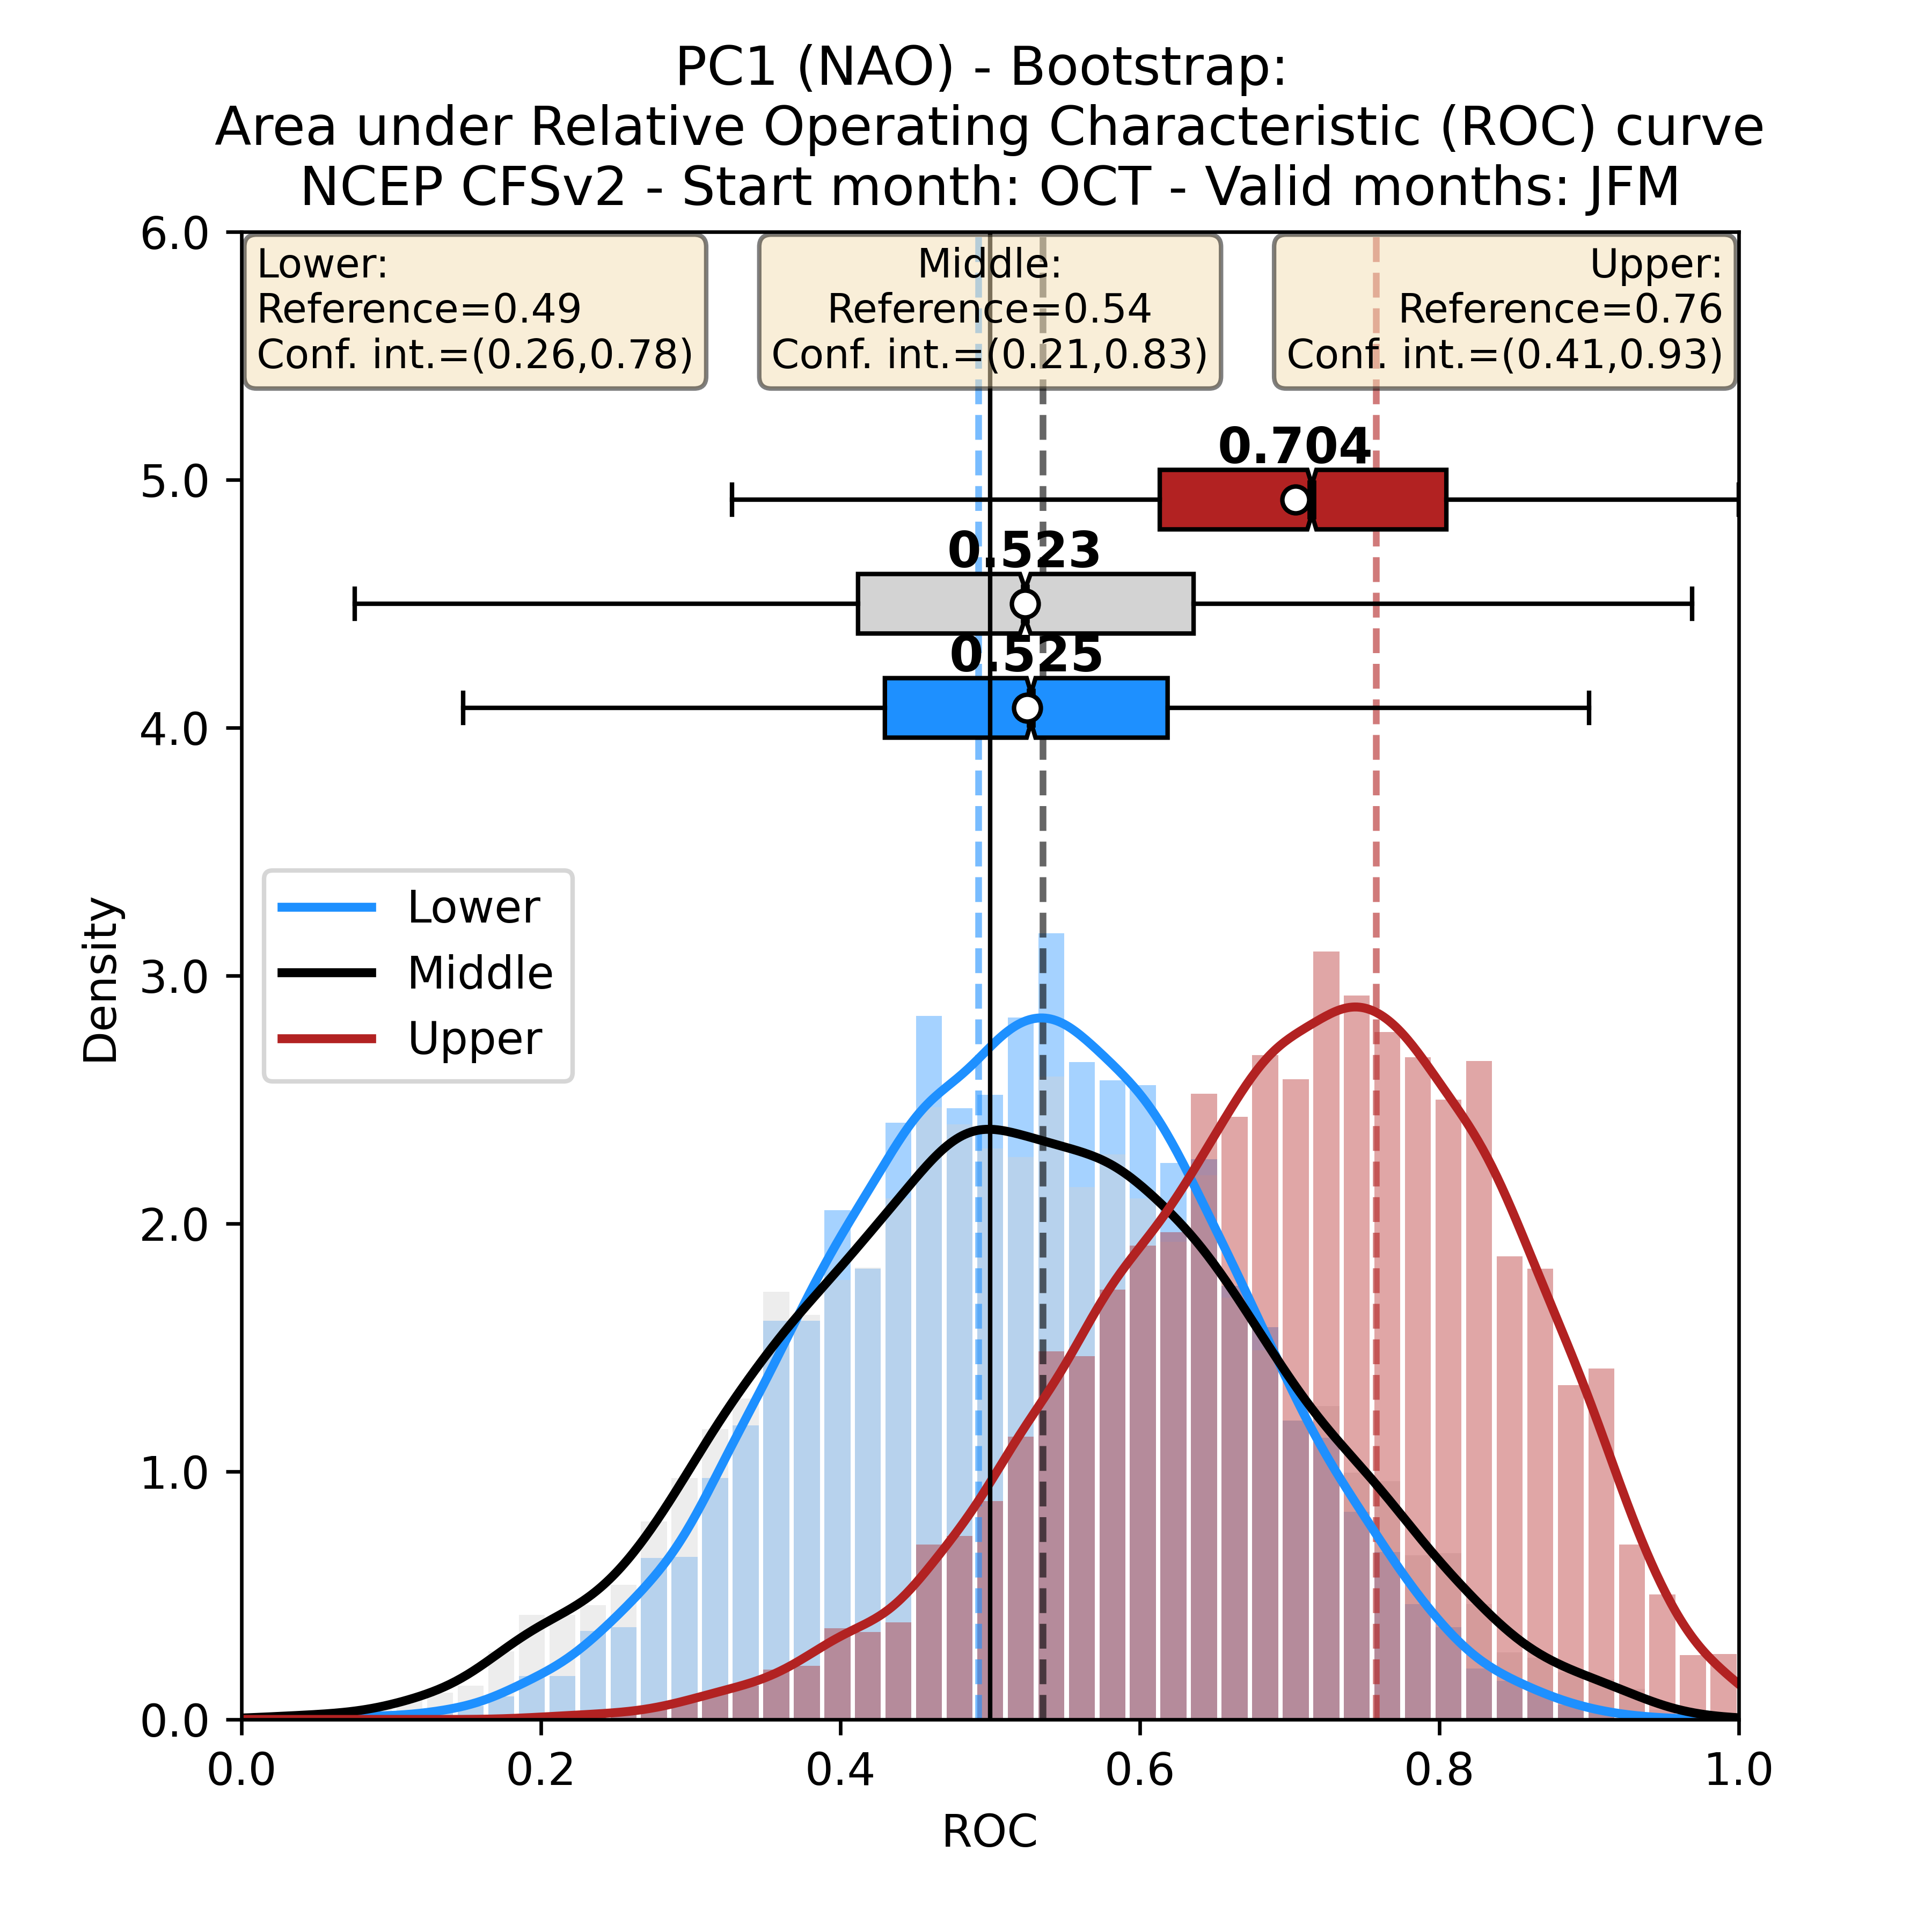 PC1 (NAO) - Bootstrap:
Area under Relative Operating Characteristic (ROC) curve
NCEP CFSv2 - Start month: OCT - Valid months: JFM
Lower:
Reference=0.49
Conf. int.=(0.26,0.78)
Middle:
Reference=0.54
Conf. int.=(0.21,0.83)
Upper:
Reference=0.76
Conf. int.=(0.41,0.93)
0.704
0.523
0.525
Lower
Middle
Upper
Density
6.0
5.0
4.0
3.0
2.0
1.0
0.0
0.0 0.2 0.4 0.6 0.8 1.0
ROC